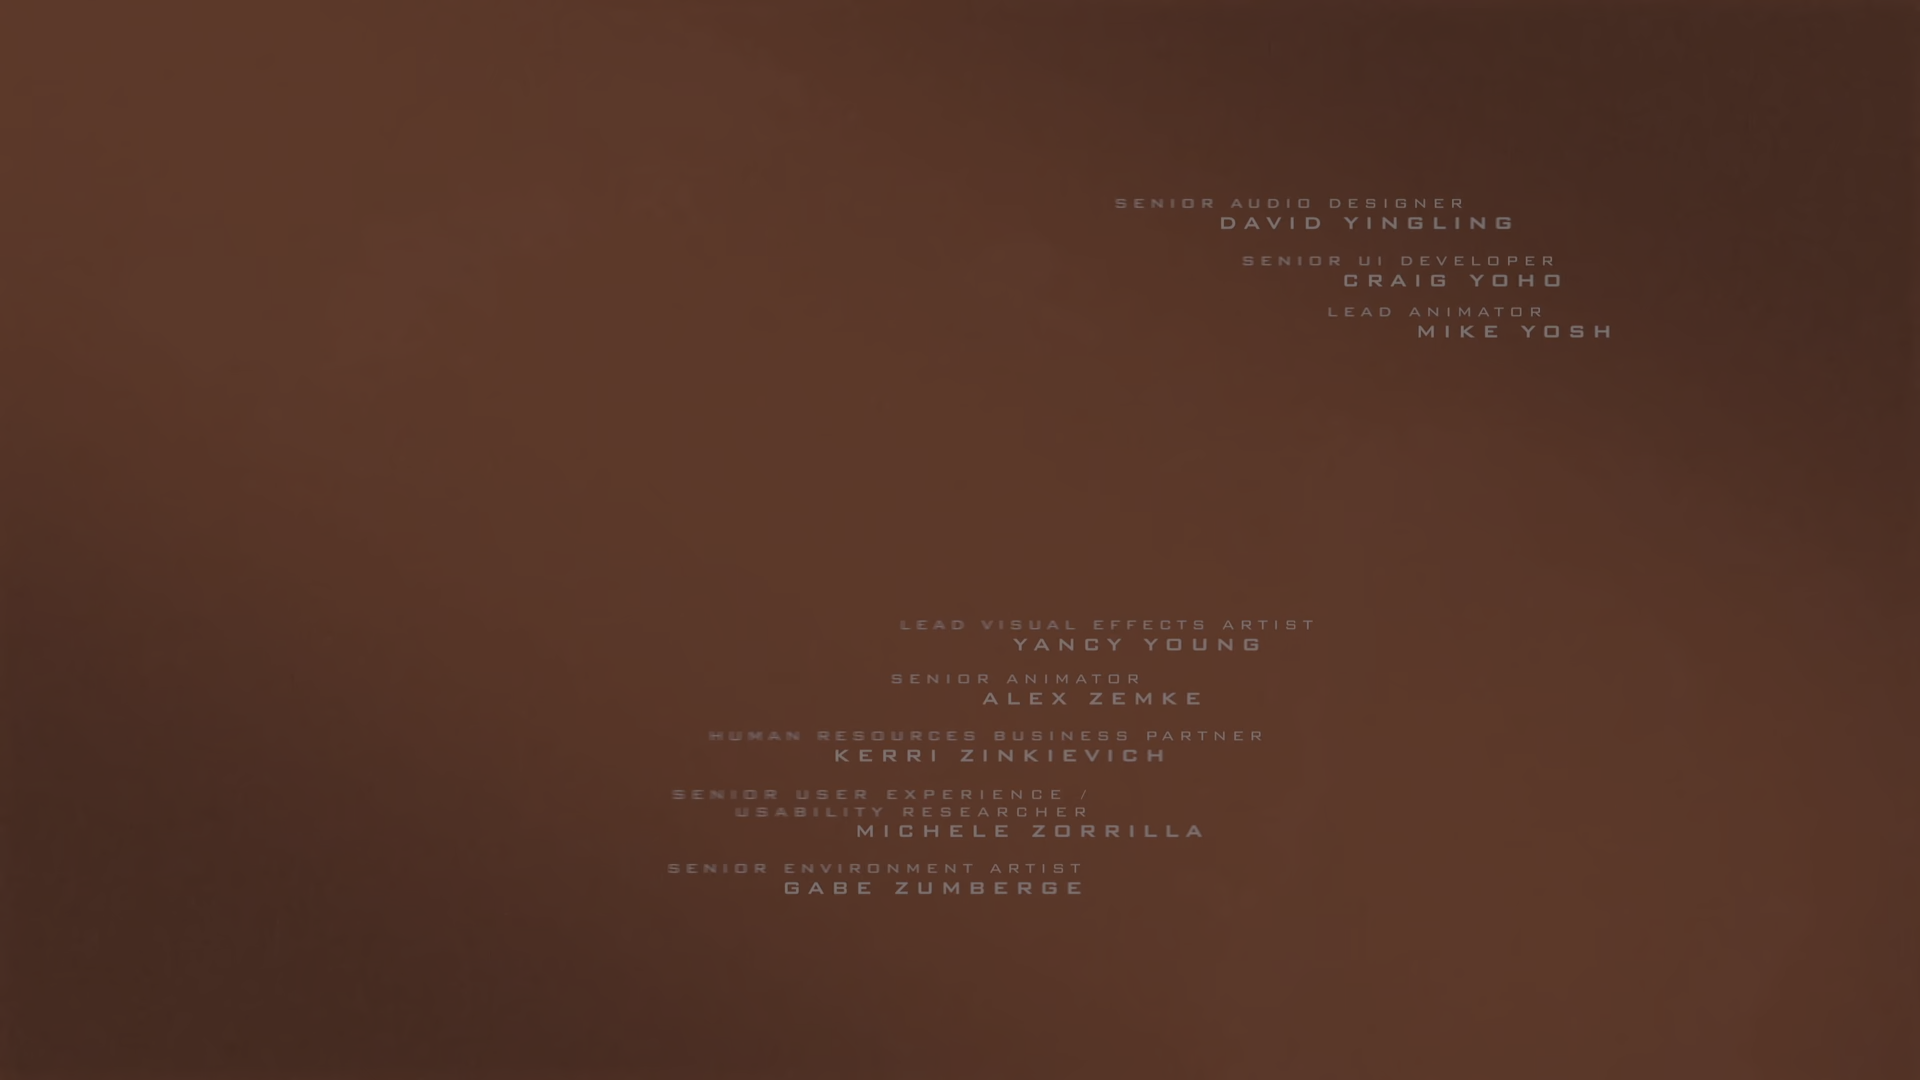 SENIOR AUDIO DESIGNER
DAVID YINGLING
SENIOR UI DEVELOPER
CRAIG YOHO
LEAD ANIMATOR
MIKE YOSH
LEAD VISUAL EFFECTS ARTIST
YANCY YOUNG
SENIOR ANIMATOR
ALEX ZEMKE
HUMAN RESOURCES BUSINESS PARTNER
KERRI ZINKIEVICH
SENIOR USER EXPERIENCE /
USABILITY RESEARCHER
MICHELE ZORRILLA
SENIOR ENVIRONMENT ARTIST
GABE ZUMBERGE